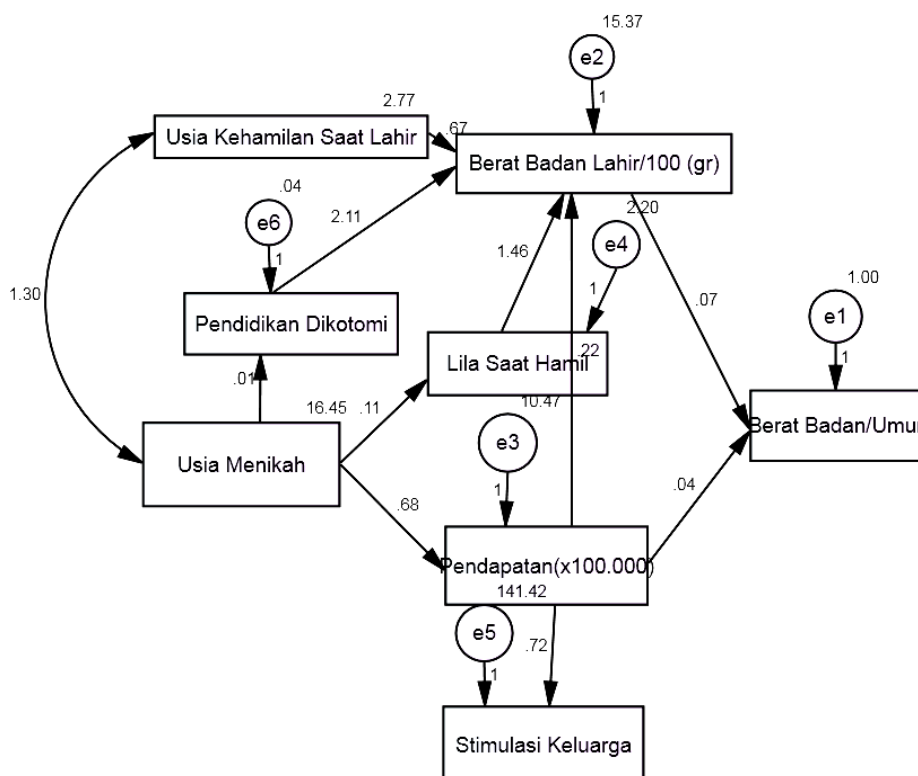 15.37
e2
1
2.77
Usia Kehamilan Saat Lahir
.67
Berat Badan Lahir/100 (gr)
.04
e6
1
2.11
2.20
e4
1
1.46
1.30
Pendidikan Dikotomi
.07
1.00
e1
1
Lila Saat Hamil
.22
.01
16.45
.11
10.47
Berat Badan/Umur
Usia Menikah
e3
1
.04
.68
Pendapatan(x100.000)
141.42
e5
1
.72
Stimulasi Keluarga